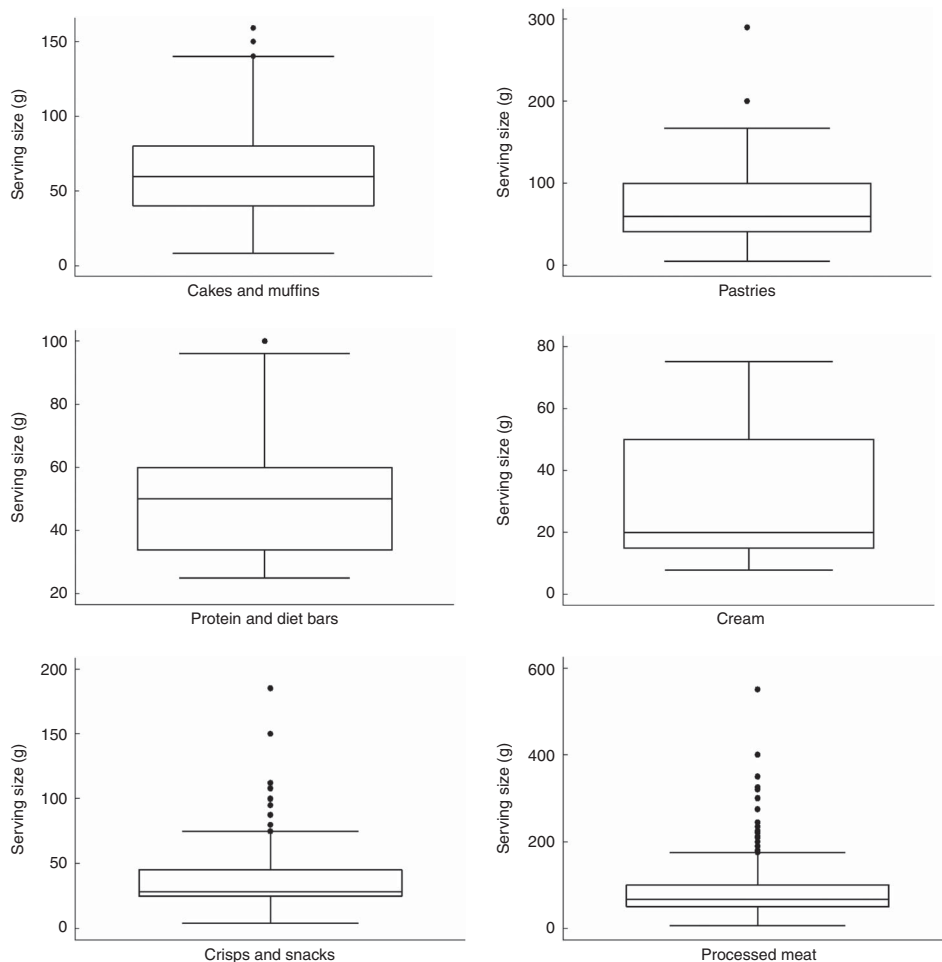 Serving size (g)
150
100
50
0
Cakes and muffins
Serving size (g)
300
200
100
0
Pastries
Serving size (g)
100
80
60
40
20
Protein and diet bars
Serving size (g)
80
60
40
20
0
Cream
Serving size (g)
200
150
100
50
0
Crisps and snacks
Serving size (g)
600
400
200
0
Processed meat